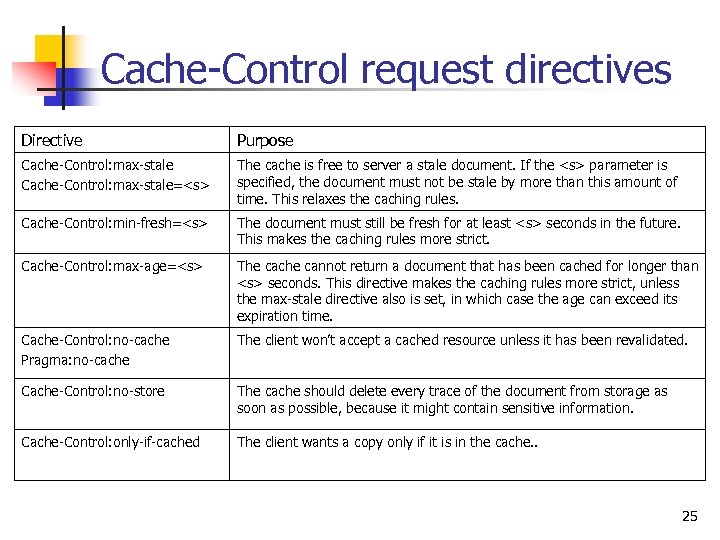 Cache-Control request directives
Directive
Purpose
Cache-Control: max-stale
Cache-Control: max-stale=<s>
The cache is free to server a stale document. If the <s> parameter is
specified, the document must not be stale by more than this amount of
time. This relaxes the caching rules.
Cache-Control: min-fresh=<s>
The document must still be fresh for at least <s> seconds in the future.
This makes the caching rules more strict.
Cache-Control: max-age=<s>
The cache cannot return a document that has been cached for longer than
<s> seconds. This directive makes the caching rules more strict, unless
the max-stale directive also is set, in which case the age can exceed its
expiration time.
Cache-Control: no-cache
Pragma: no-cache
The client won't accept a cached resource unless it has been revalidated.
Cache-Control: no-store
The cache should delete every trace of the document from storage as
soon as possible, because it might contain sensitive information.
Cache-Control: only-if-cached
The client wants a copy only if it is in the cache. .
25